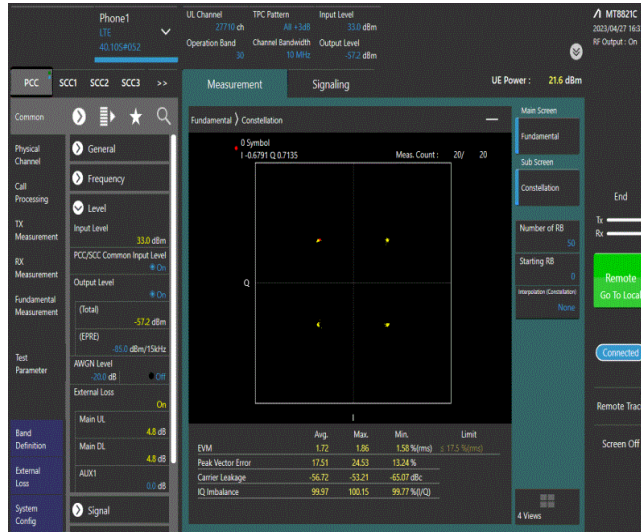 Phone1
LTE
40.10S#052
UL Channel TPC Pattern Input Level
27710 ch All +3dB 33.0 dBm
Operation Band Channel Bandwidth Output Level
30 10 MHz -57.2 dBm
MT8821C
2023/04/27 16:3
RF Output : On
PCC SCC1 SCC2 SCC3 >>
Measurement Signaling
UE Power : 21.6 dBm
Common
Physical
Channel
Call
Processing
TX
Measurement
RX
Measurement
Fundamental
Measurement
Test
Parameter
Band
Definition
External
Loss
System
Config
General
Frequency
Level
Input Level
33.0 dBm
PCC/SCC Common Input Level
On
Output Level
On
(Total)
-57.2 dBm
(EPRE)
-85.0 dBm/15kHz
AWGN Level
-20.0 dB Off
External Loss
On
Main UL
4.8 dB
Main DL
4.8 dB
AUX1
0.0 dB
Signal
Fundamental Constellation
0 Symbol
I -0.6791 Q 0.7135 Meas. Count : 20/ 20
Q
I
Avg. Max. Min. Limit
EVM 1.72 1.86 1.58 %(rms) ≤ 17.5 %(rms)
Peak Vector Error 17.51 24.53 13.24 %
Carrier Leakage -56.72 -53.21 -65.07 dBc
IQ Imbalance 99.97 100.15 99.77 %(I/Q)
Main Screen
Fundamental
Sub Screen
Constellation
Number of RB
50
Starting RB
0
Interpolation (Constellation)
None
4 Views
End
Tx
Rx
Remote
Go To Local
Connected
Remote Trac
Screen Off